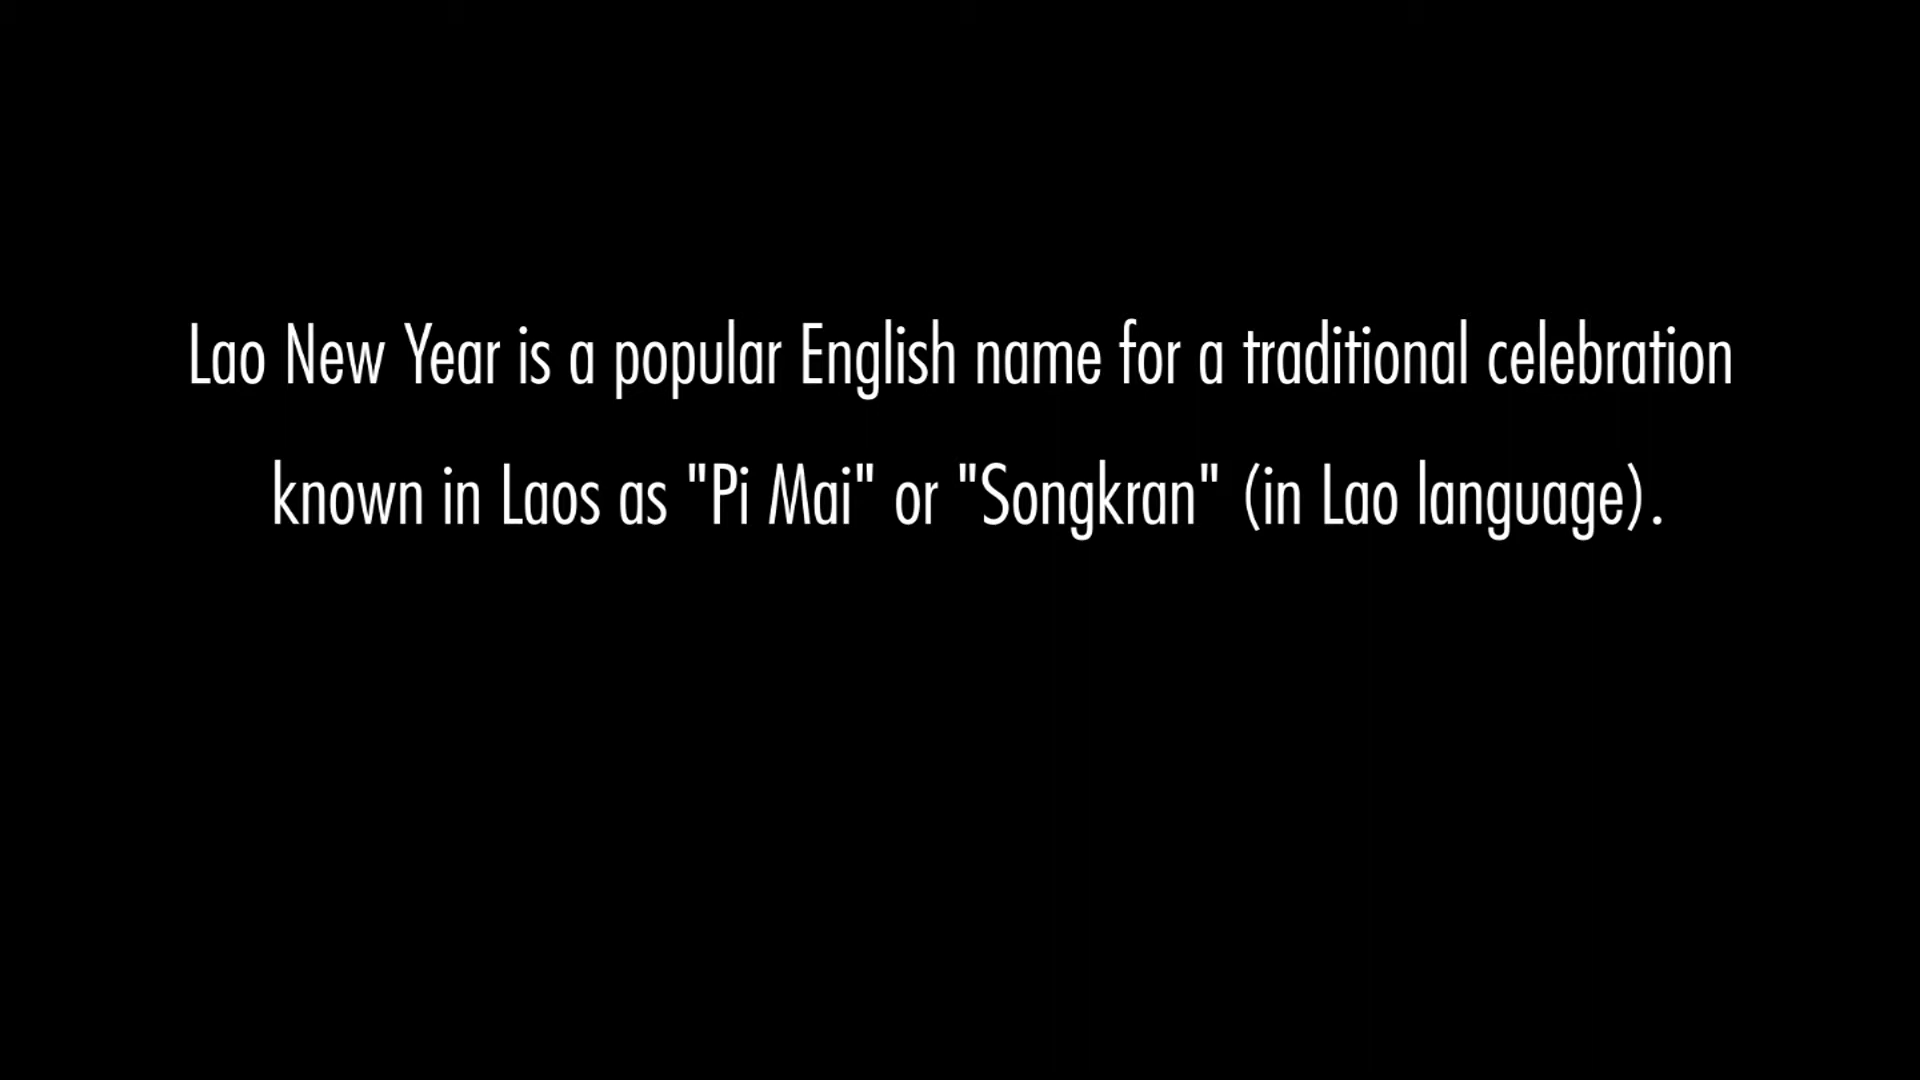 Lao New Year is a popular English name for a traditional celebration
known in Laos as "Pi Mai" or "Songkran" (in Lao language).